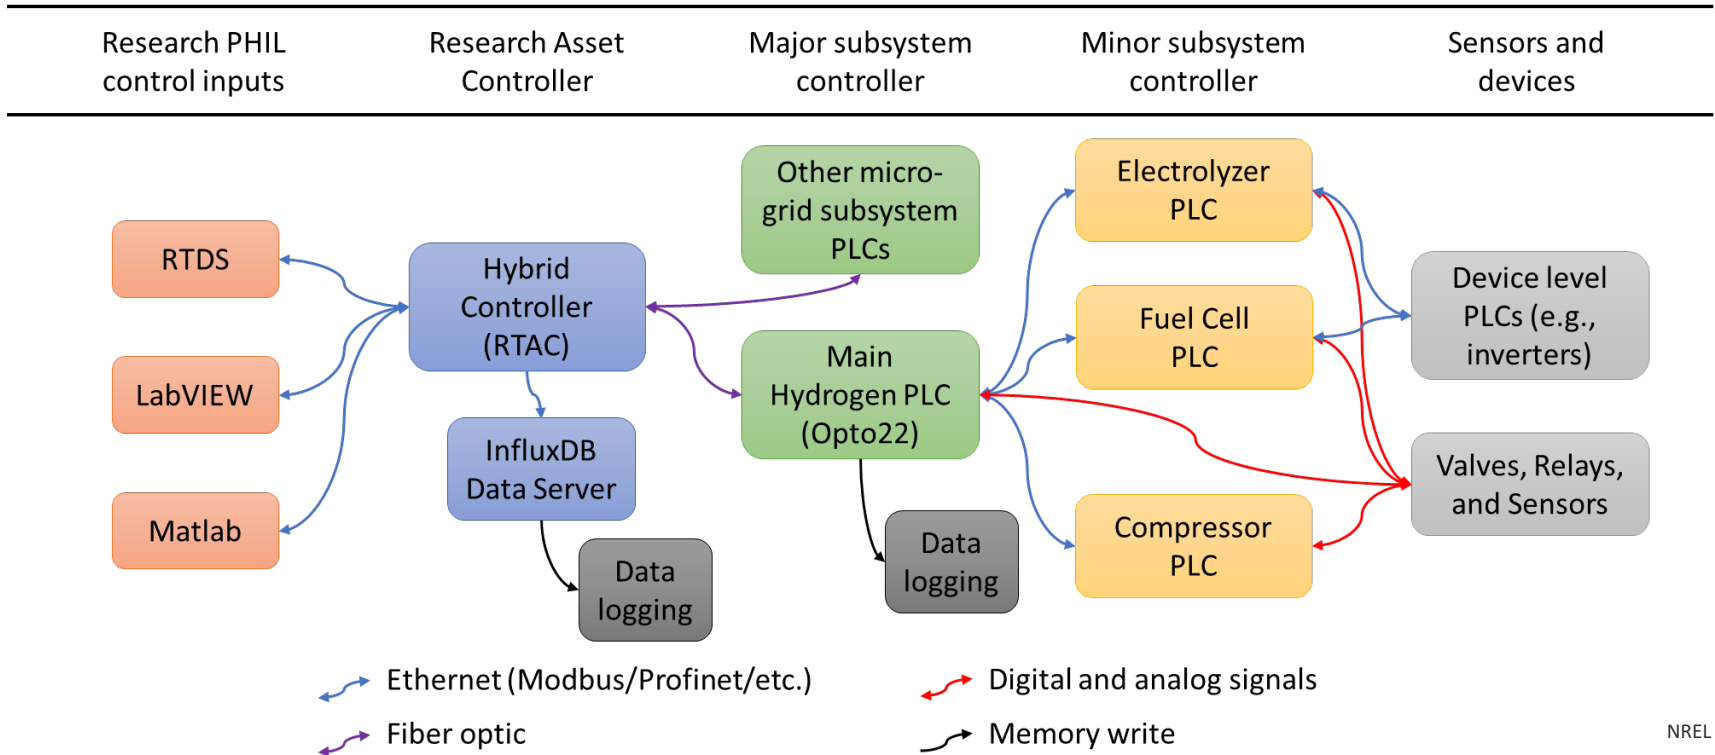 Research PHIL
control inputs
Research Asset
Controller
Major subsystem
controller
Minor subsystem
controller
Sensors and
devices
RTDS
LabVIEW
Matlab
Hybrid
Controller
(RTAC)
InfluxDB
Data Server
Data
logging
Other micro-
grid subsystem
PLCs
Main
Hydrogen PLC
(Opto22)
Data
logging
Electrolyzer
PLC
Fuel Cell
PLC
Compressor
PLC
Device level
PLCs (e.g.,
inverters)
Valves, Relays,
and Sensors
Ethernet (Modbus/Profinet/etc.)
Fiber optic
Digital and analog signals
Memory write
NREL